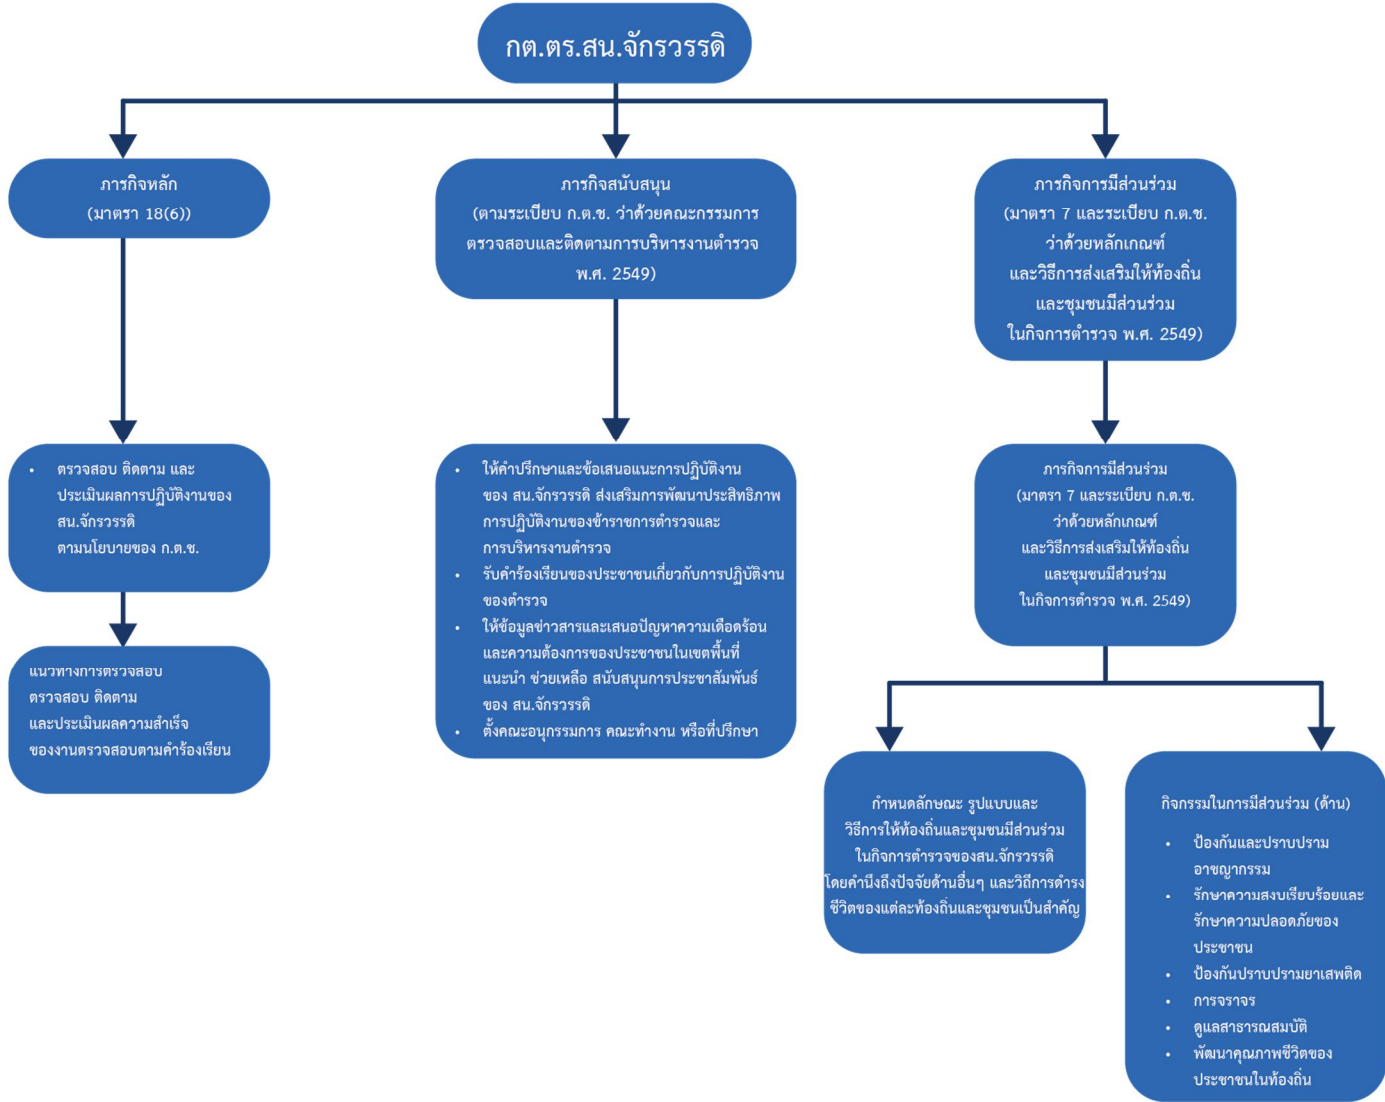 กต.ตร.สน.จักรวรรดิ
ภารกิจหลัก
(มาตรา 18(6))
ภารกิจสนับสนุน
(ตามระเบียบ ก.ต.ช. ว่าด้วยคณะกรรมการ
ตรวจสอบและติดตามการบริหารงานตำรวจ
พ.ศ. 2549)
ภารกิจการมีส่วนร่วม
(มาตรา 7 และระเบียบ ก.ต.ช.
ว่าด้วยหลักเกณฑ์
และวิธีการส่งเสริมให้ท้องถิ่น
และชุมชนมีส่วนร่วม
ในกิจการตำรวจ พ.ศ. 2549)
• ตรวจสอบ ติดตาม และ
ประเมินผลการปฏิบัติงานของ
สน.จักรวรรดิ
ตามนโยบายของ ก.ต.ช.
แนวทางการตรวจสอบ
ตรวจสอบ ติดตาม
และประเมินผลความสำเร็จ
ของงานตรวจสอบตามคำร้องเรียน
• ให้คำปรึกษาและข้อเสนอแนะการปฏิบัติงาน
ของ สน.จักรวรรดิ ส่งเสริมการพัฒนาประสิทธิภาพ
การปฏิบัติงานของข้าราชการตำรวจและ
การบริหารงานตำรวจ
• รับคำร้องเรียนของประชาชนเกี่ยวกับการปฏิบัติงาน
ของตำรวจ
• ให้ข้อมูลข่าวสารและเสนอปัญหาความเดือดร้อน
และความต้องการของประชาชนในเขตพื้นที่
แนะนำ ช่วยเหลือ สนับสนุนการประชาสัมพันธ์
ของ สน.จักรวรรดิ
• ตั้งคณะอนุกรรมการ คณะทำงาน หรือที่ปรึกษา
ภารกิจการมีส่วนร่วม
(มาตรา 7 และระเบียบ ก.ต.ช.
ว่าด้วยหลักเกณฑ์
และวิธีการส่งเสริมให้ท้องถิ่น
และชุมชนมีส่วนร่วม
ในกิจการตำรวจ พ.ศ. 2549)
กำหนดลักษณะ รูปแบบและ
วิธีการให้ท้องถิ่นและชุมชนมีส่วนร่วม
ในกิจการตำรวจของสน.จักรวรรดิ
โดยคำนึงถึงปัจจัยด้านอื่นๆ และวิถีการดำรง
ชีวิตของแต่ละท้องถิ่นและชุมชนเป็นสำคัญ
กิจกรรมในการมีส่วนร่วม (ด้าน)
• ป้องกันและปราบปราม
อาชญากรรม
• รักษาความสงบเรียบร้อยและ
รักษาความปลอดภัยของ
ประชาชน
• ป้องกันปราบปรามยาเสพติด
• การจราจร
• ดูแลสาธารณสมบัติ
• พัฒนาคุณภาพชีวิตของ
ประชาชนในท้องถิ่น